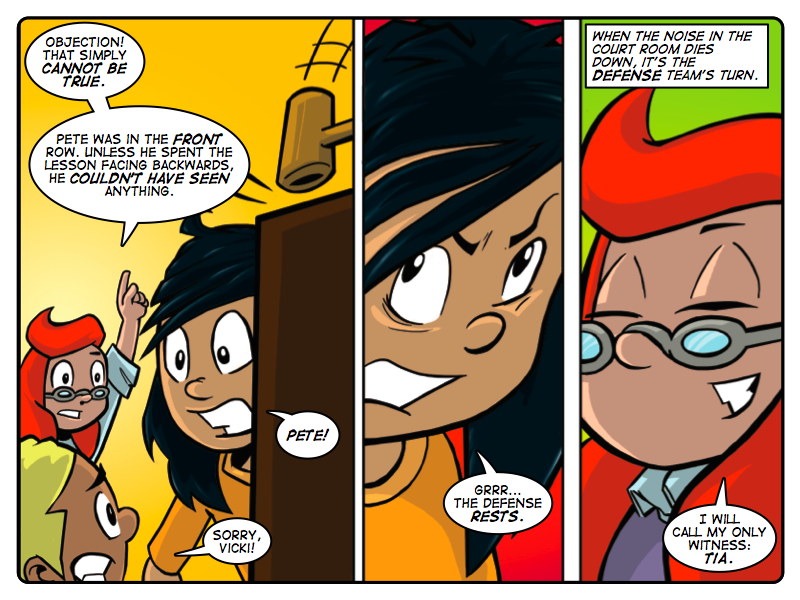 OBJECTION!
THAT SIMPLY
CANNOT BE
TRUE.
PETE WAS IN THE FRONT
ROW. UNLESS HE SPENT THE
LESSON FACING BACKWARDS,
HE COULDN'T HAVE SEEN
ANYTHING.
PETE!
SORRY,
VICKI!
GRRR...
THE DEFENSE
RESTS.
WHEN THE NOISE IN THE
COURT ROOM DIES
DOWN, IT'S THE
DEFENSE TEAM'S TURN.
I WILL
CALL MY ONLY
WITNESS:
TIA.